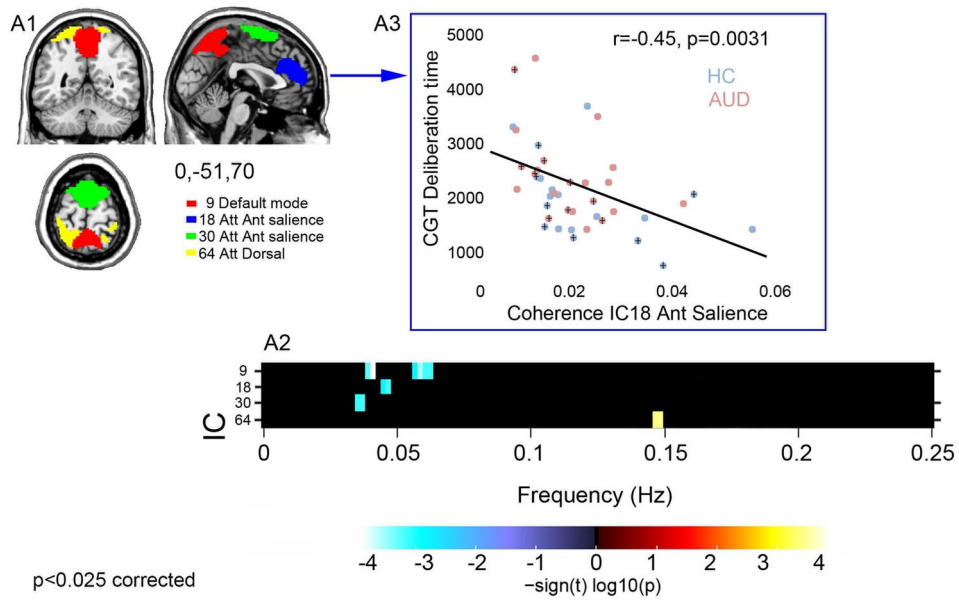 A1
0,-51,70
9 Default mode
18 Att Ant salience
30 Att Ant salience
64 Att Dorsal
A3
r=-0.45, p=0.0031
HC
AUD
CGT Deliberation time
5000
4000
3000
2000
1000
0
0.02
0.04
0.06
Coherence IC18 Ant Salience
A2
IC
9
18
30
64
0
0.05
0.1
0.15
0.2
0.25
Frequency (Hz)
-4
-3
-2
-1
0
1
2
3
4
−sign(t) log10(p)
p<0.025 corrected